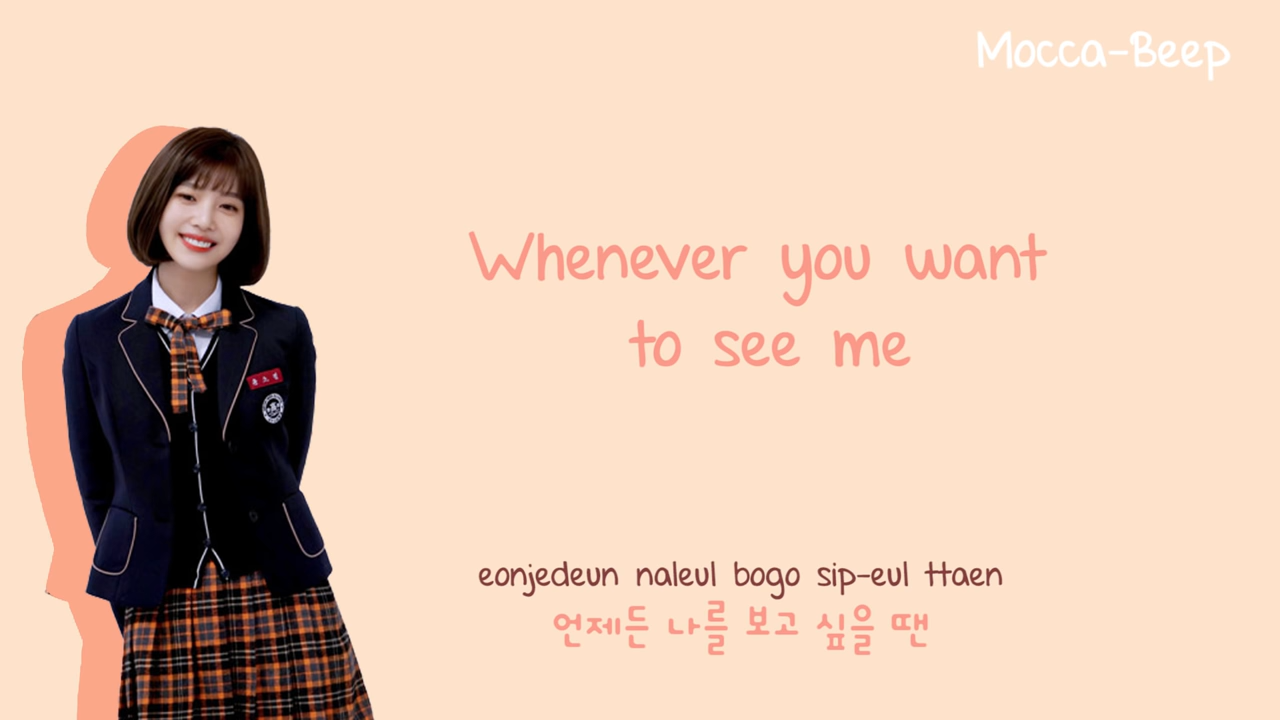 Mocca-Beep
Whenever you want
to see me
eonjedeun naleul bogo sip-eul ttaen
언제든 나를 보고 싶을 땐